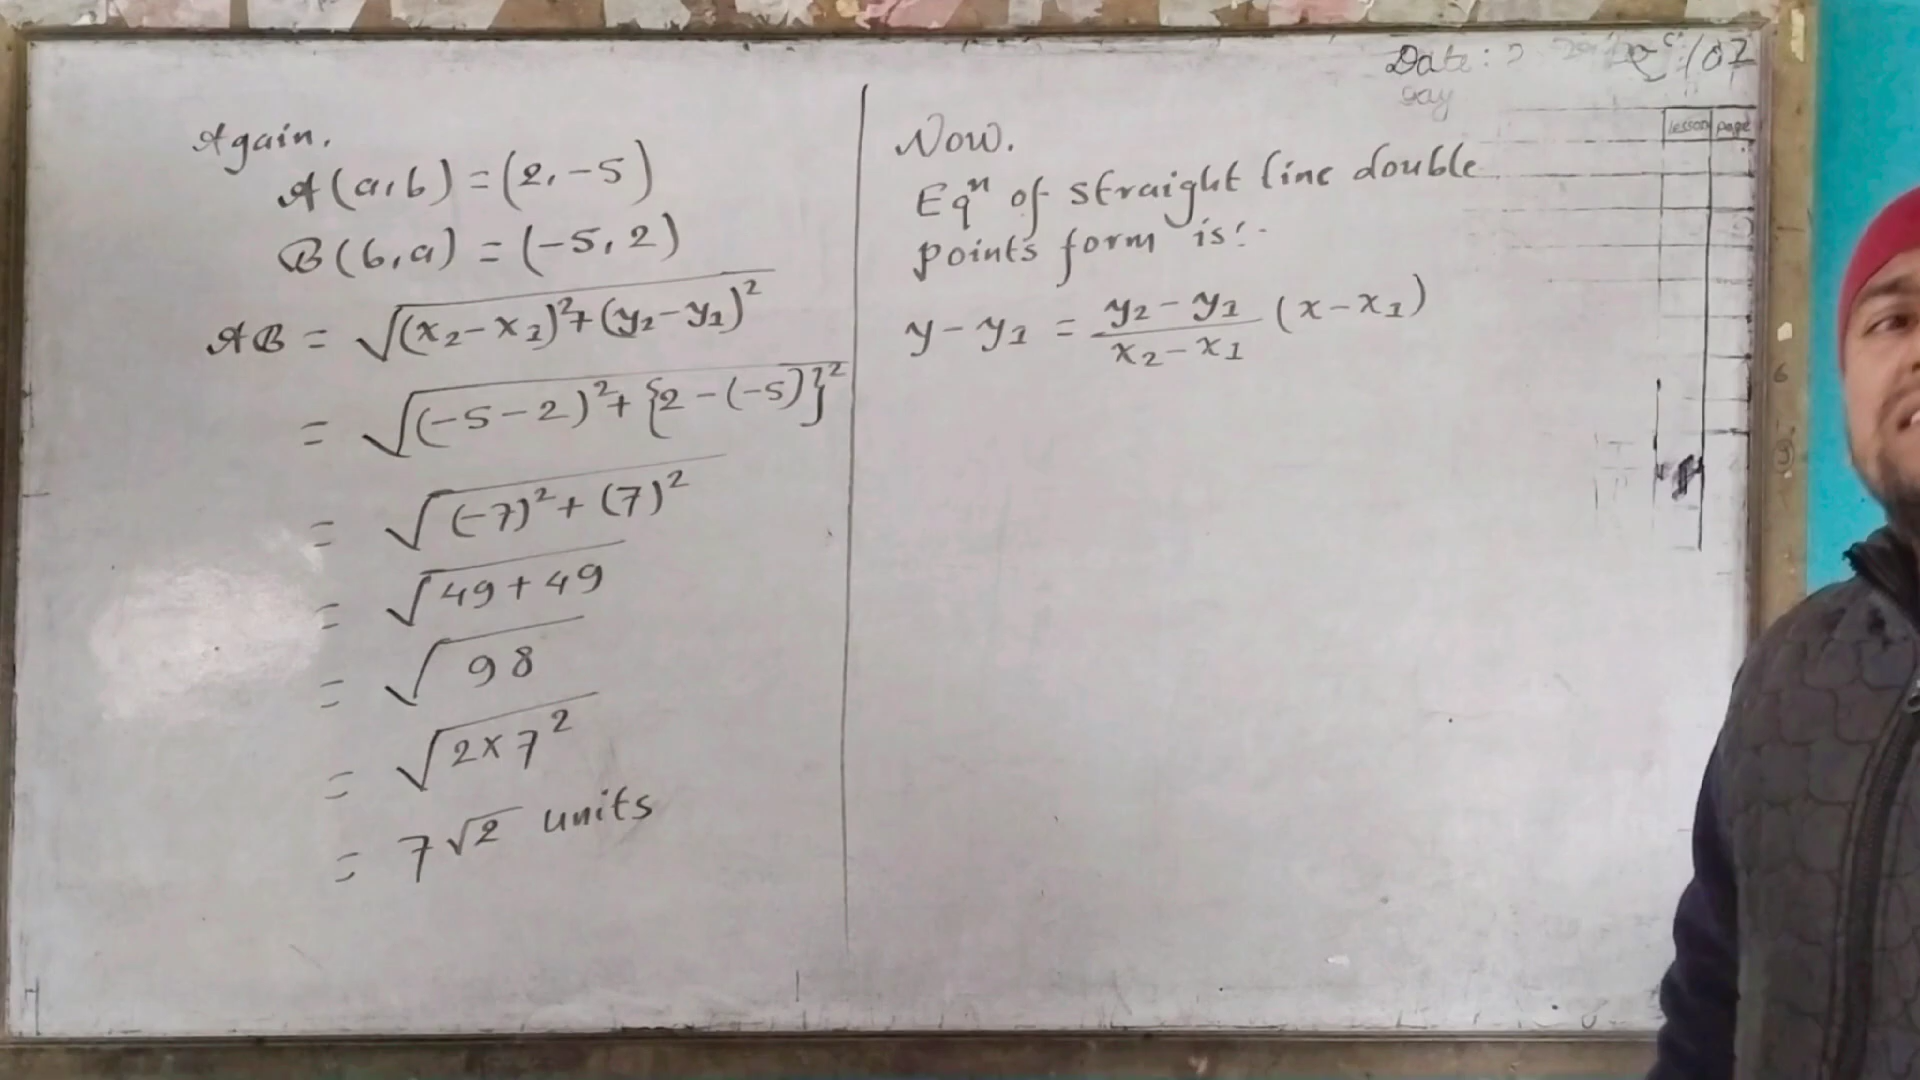 Again.
A(a,b) = (2,-5)
B(b,a) = (-5,2)
AB = √(x₂-x₁)²+(y₂-y₁)²
= √(-5-2)²+{2-(-5)}²
= √(-7)²+(7)²
= √49+49
= √98
= √2×7²
= 7√2 units
Now.
Eqⁿ of straight line double
points form is:-
y-y₁ = y₂-y₁/x₂-x₁ (x-x₁)
Date:
day
lesson page